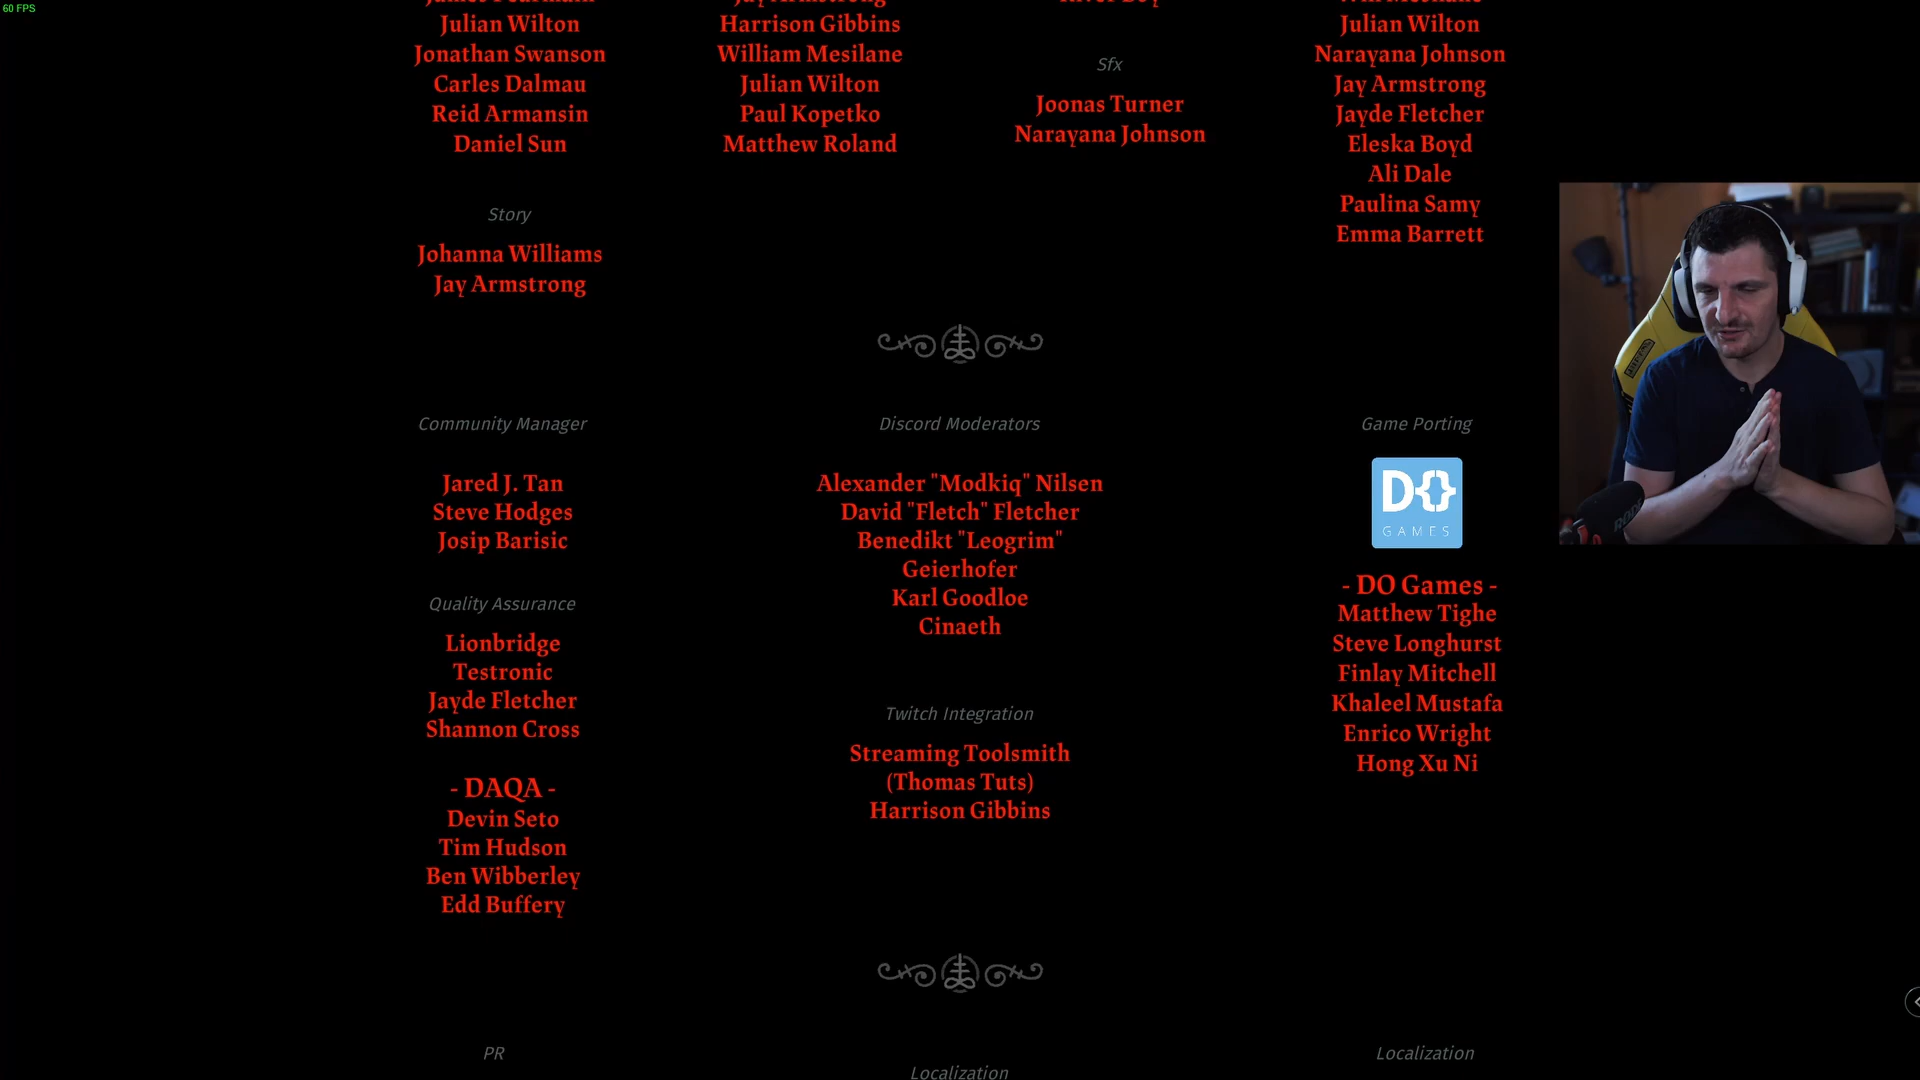 60 FPS
Julian Wilton
Jonathan Swanson
Carles Dalmau
Reid Armansin
Daniel Sun
Story
Johanna Williams
Jay Armstrong
Jay Armstrong
Harrison Gibbins
William Mesilane
Julian Wilton
Paul Kopetko
Matthew Roland
Sfx
Joonas Turner
Narayana Johnson
Julian Wilton
Narayana Johnson
Jay Armstrong
Jayde Fletcher
Eleska Boyd
Ali Dale
Paulina Samy
Emma Barrett
Community Manager
Jared J. Tan
Steve Hodges
Josip Barisic
Quality Assurance
Lionbridge
Testronic
Jayde Fletcher
Shannon Cross
- DAQA -
Devin Seto
Tim Hudson
Ben Wibberley
Edd Buffery
Discord Moderators
Alexander "Modkiq" Nilsen
David "Fletch" Fletcher
Benedikt "Leogrim"
Geierhofer
Karl Goodloe
Cinaeth
Twitch Integration
Streaming Toolsmith
(Thomas Tuts)
Harrison Gibbins
Game Porting
DO
GAMES
- DO Games -
Matthew Tighe
Steve Longhurst
Finlay Mitchell
Khaleel Mustafa
Enrico Wright
Hong Xu Ni
PR
Localization
Localization